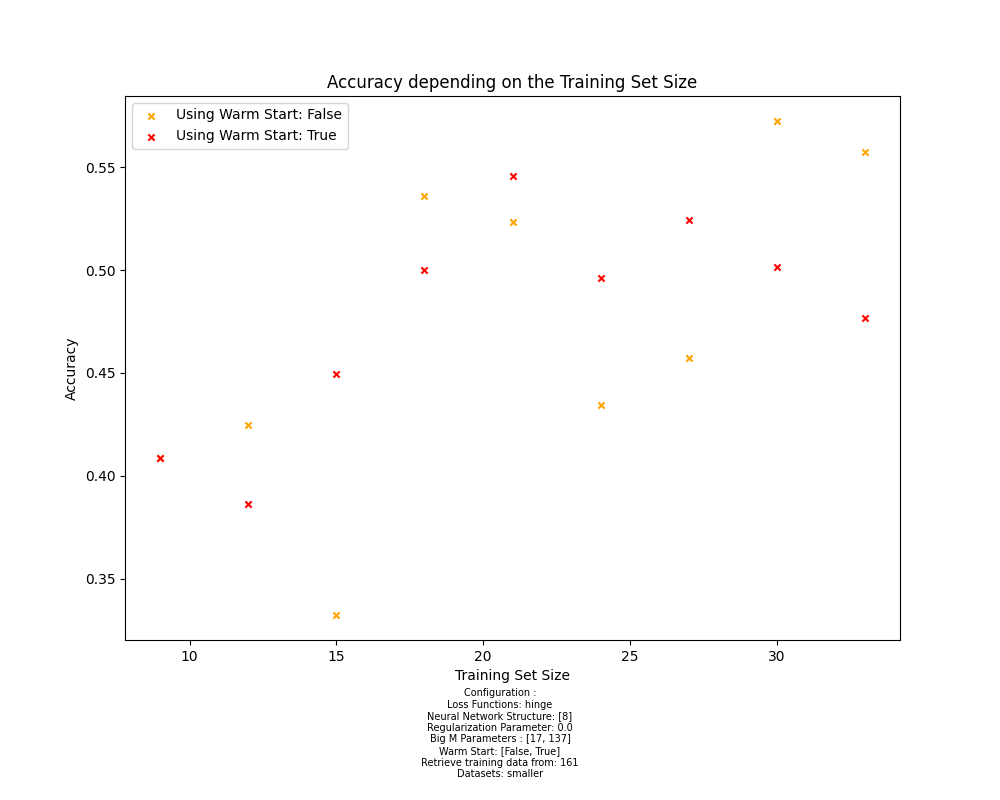 Accuracy depending on the Training Set Size
Using Warm Start: False
Using Warm Start: True
Accuracy
0.55
0.50
0.45
0.40
0.35
10 15 20 25 30
Training Set Size
Configuration :
Loss Functions: hinge
Neural Network Structure: [8]
Regularization Parameter: 0.0
Big M Parameters : [17, 137]
Warm Start: [False, True]
Retrieve training data from: 161
Datasets: smaller